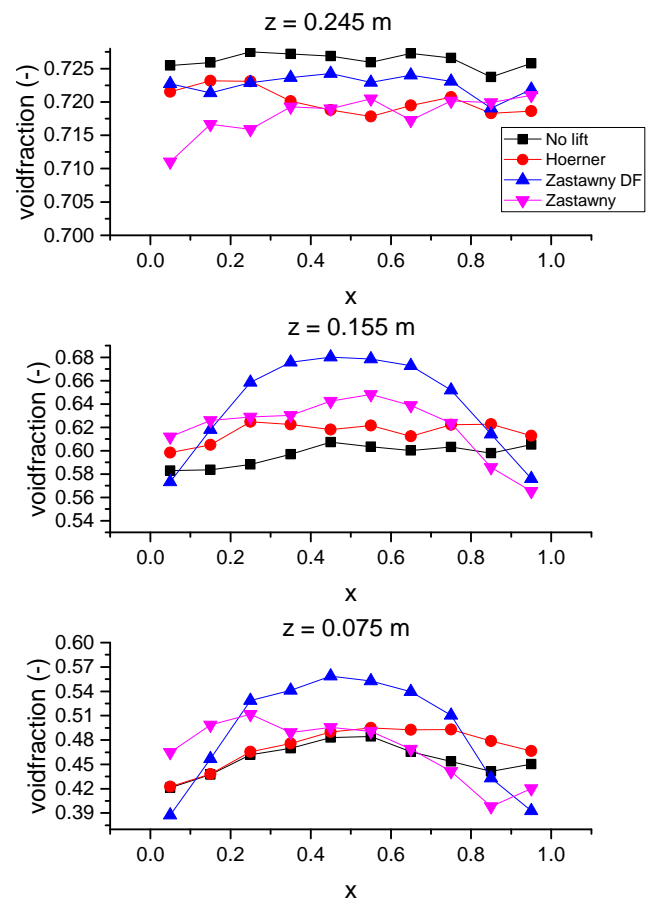 z = 0.245 m
voidfraction (-)
0.725
0.720
0.715
0.710
0.705
0.700
No lift
Hoerner
Zastawny DF
Zastawny
0.0 0.2 0.4 0.6 0.8 1.0
x
z = 0.155 m
voidfraction (-)
0.68
0.66
0.64
0.62
0.60
0.58
0.56
0.54
0.0 0.2 0.4 0.6 0.8 1.0
x
z = 0.075 m
voidfraction (-)
0.60
0.57
0.54
0.51
0.48
0.45
0.42
0.39
0.0 0.2 0.4 0.6 0.8 1.0
x